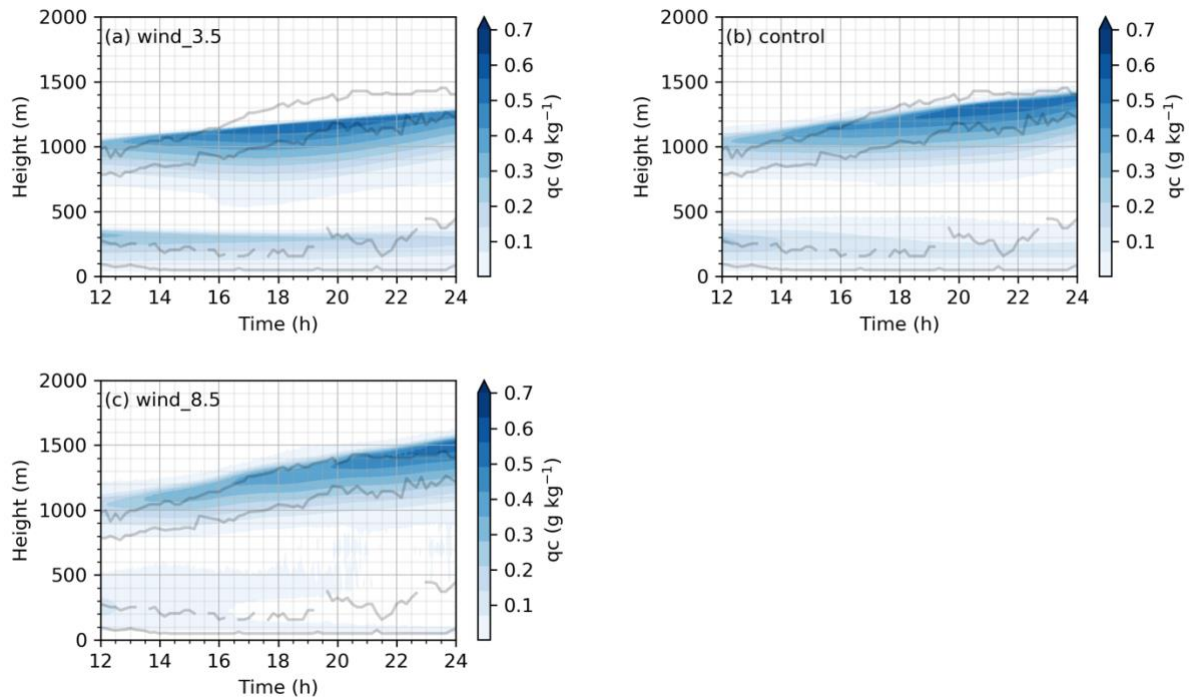 (a) wind_3.5
Height (m)
2000
1500
1000
500
0
12 14 16 18 20 22 24
Time (h)
0.7
0.6
0.5
0.4
0.3
0.2
0.1
qc (g kg⁻¹)
(b) control
Height (m)
2000
1500
1000
500
0
12 14 16 18 20 22 24
Time (h)
0.7
0.6
0.5
0.4
0.3
0.2
0.1
qc (g kg⁻¹)
(c) wind_8.5
Height (m)
2000
1500
1000
500
0
12 14 16 18 20 22 24
Time (h)
0.7
0.6
0.5
0.4
0.3
0.2
0.1
qc (g kg⁻¹)